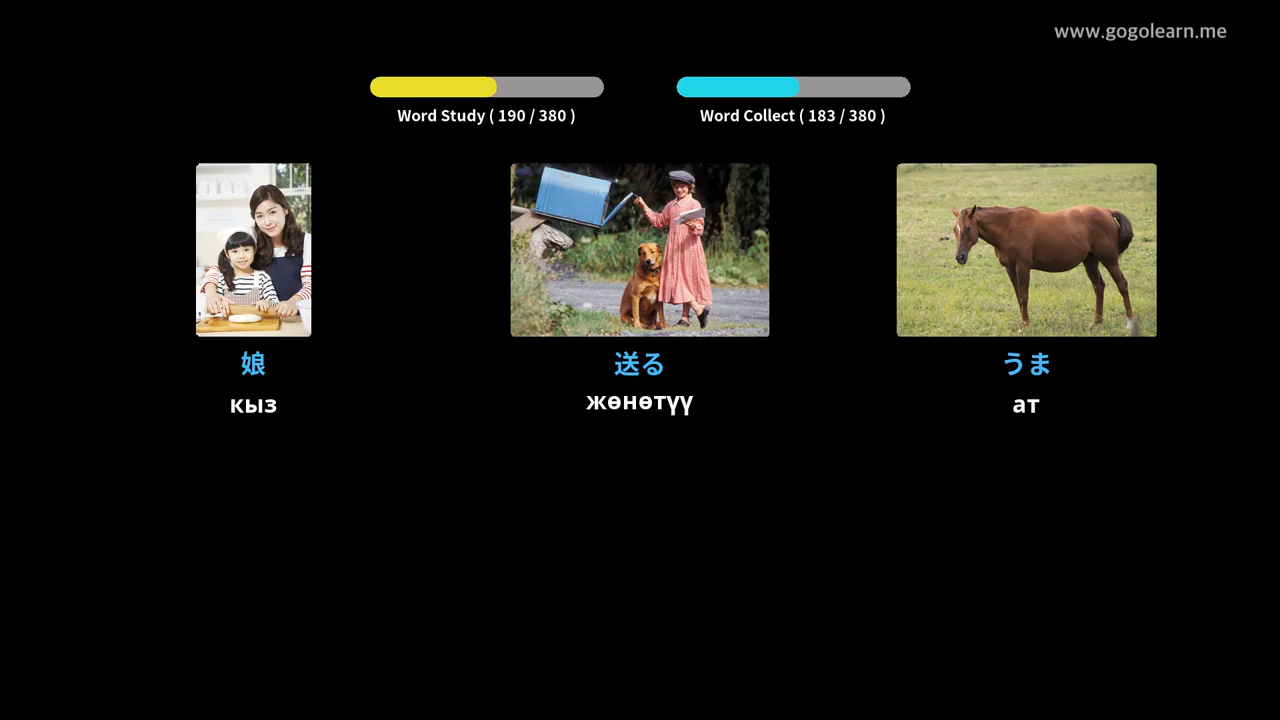 www.gogolearn.me
Word Study ( 190 / 380 )
Word Collect ( 183 / 380 )
娘
送る
うま
кыз
жөнөтүү
ат